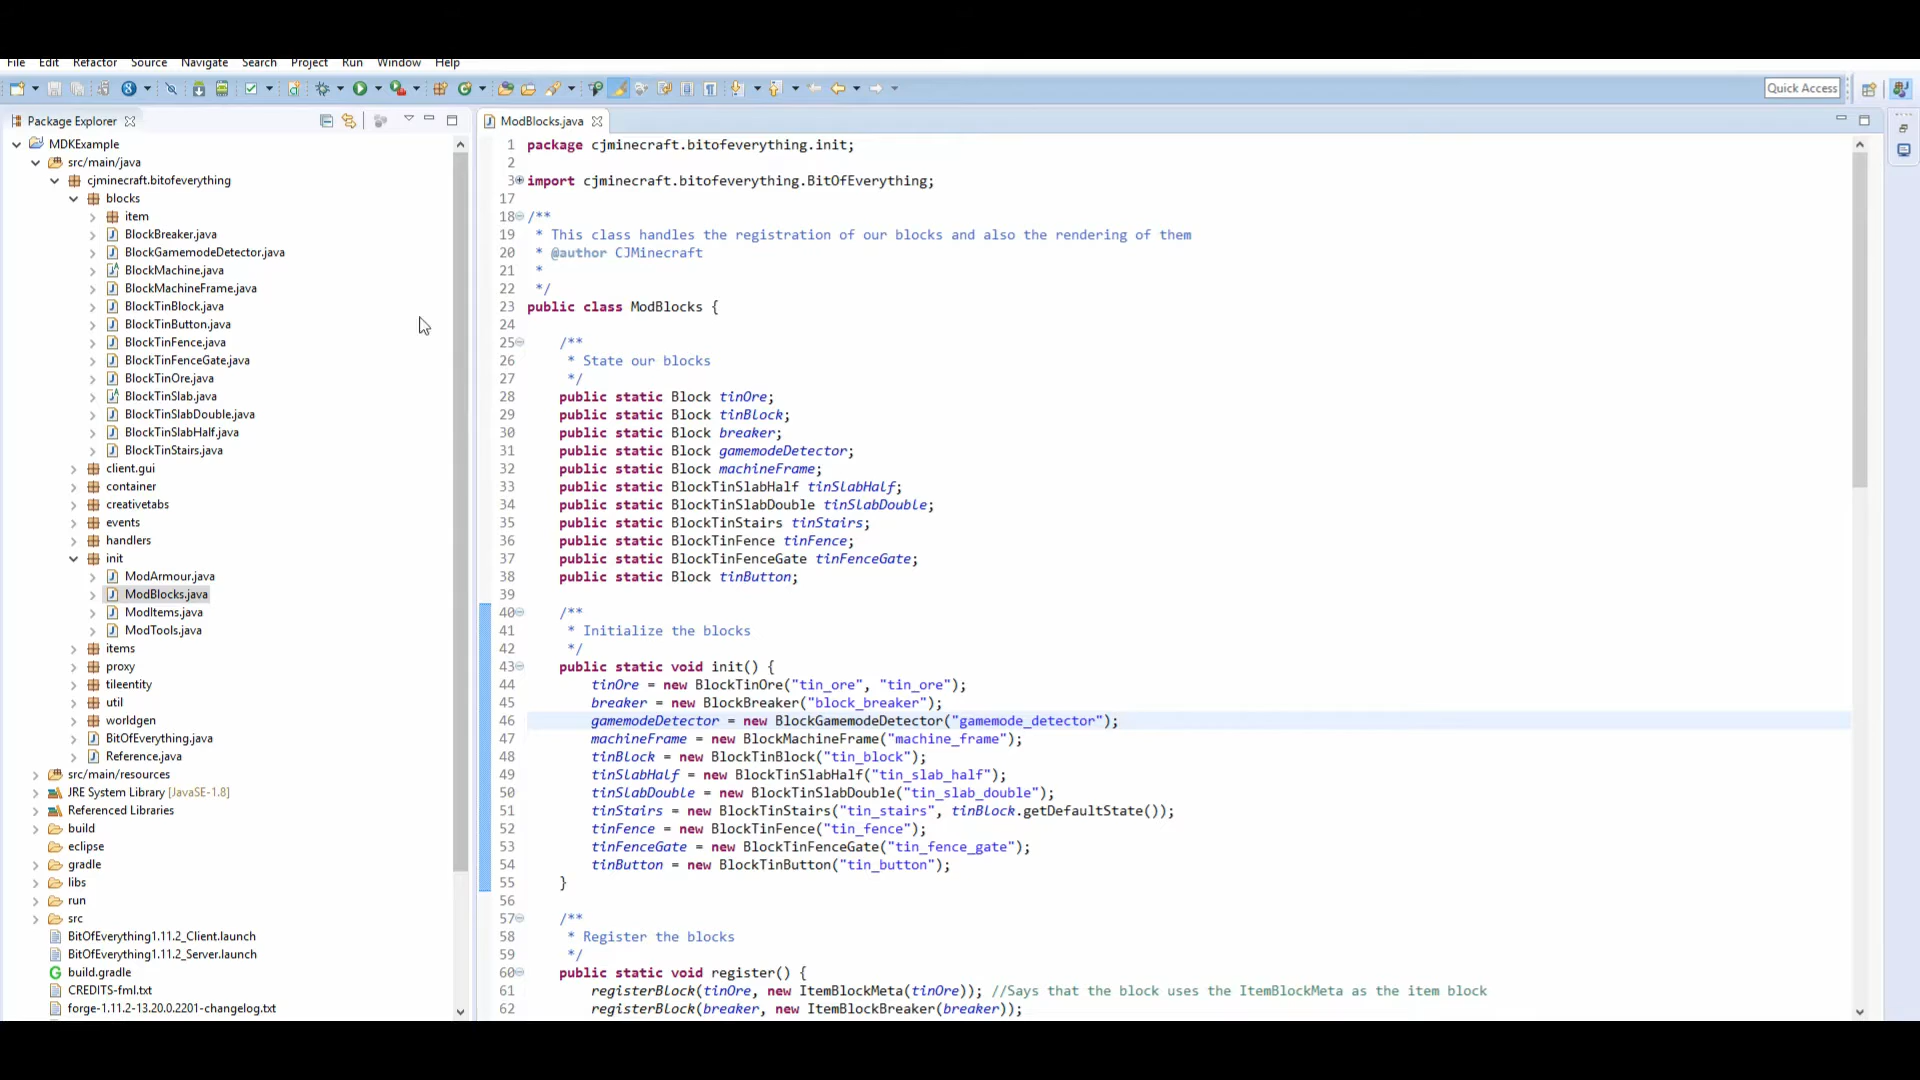 File Edit Refactor Source Navigate Search Project Run Window Help
Quick Access
Package Explorer
MDKExample
src/main/java
cjminecraft.bitofeverything
blocks
item
BlockBreaker.java
BlockGamemodeDetector.java
BlockMachine.java
BlockMachineFrame.java
BlockTinBlock.java
BlockTinButton.java
BlockTinFence.java
BlockTinFenceGate.java
BlockTinOre.java
BlockTinSlab.java
BlockTinSlabDouble.java
BlockTinSlabHalf.java
BlockTinStairs.java
client.gui
container
creativetabs
events
handlers
init
ModArmour.java
ModBlocks.java
ModItems.java
ModTools.java
items
proxy
tileentity
util
worldgen
BitOfEverything.java
Reference.java
src/main/resources
JRE System Library [JavaSE-1.8]
Referenced Libraries
build
eclipse
gradle
libs
run
src
BitOfEverything1.11.2_Client.launch
BitOfEverything1.11.2_Server.launch
build.gradle
CREDITS-fml.txt
forge-1.11.2-13.20.0.2201-changelog.txt
ModBlocks.java
1 package cjminecraft.bitofeverything.init;
2
3 import cjminecraft.bitofeverything.BitOfEverything;
17
18 /**
19 * This class handles the registration of our blocks and also the rendering of them
20 * @author CJMinecraft
21 *
22 */
23 public class ModBlocks {
24
25 /**
26 * State our blocks
27 */
28 public static Block tinOre;
29 public static Block tinBlock;
30 public static Block breaker;
31 public static Block gamemodeDetector;
32 public static Block machineFrame;
33 public static BlockTinSlabHalf tinSlabHalf;
34 public static BlockTinSlabDouble tinSlabDouble;
35 public static BlockTinStairs tinStairs;
36 public static BlockTinFence tinFence;
37 public static BlockTinFenceGate tinFenceGate;
38 public static Block tinButton;
39
40 /**
41 * Initialize the blocks
42 */
43 public static void init() {
44 tinOre = new BlockTinOre("tin_ore", "tin_ore");
45 breaker = new BlockBreaker("block_breaker");
46 gamemodeDetector = new BlockGamemodeDetector("gamemode_detector");
47 machineFrame = new BlockMachineFrame("machine_frame");
48 tinBlock = new BlockTinBlock("tin_block");
49 tinSlabHalf = new BlockTinSlabHalf("tin_slab_half");
50 tinSlabDouble = new BlockTinSlabDouble("tin_slab_double");
51 tinStairs = new BlockTinStairs("tin_stairs", tinBlock.getDefaultState());
52 tinFence = new BlockTinFence("tin_fence");
53 tinFenceGate = new BlockTinFenceGate("tin_fence_gate");
54 tinButton = new BlockTinButton("tin_button");
55 }
56
57 /**
58 * Register the blocks
59 */
60 public static void register() {
61 registerBlock(tinOre, new ItemBlockMeta(tinOre)); //Says that the block uses the ItemBlockMeta as the item block
62 registerBlock(breaker, new ItemBlockBreaker(breaker));